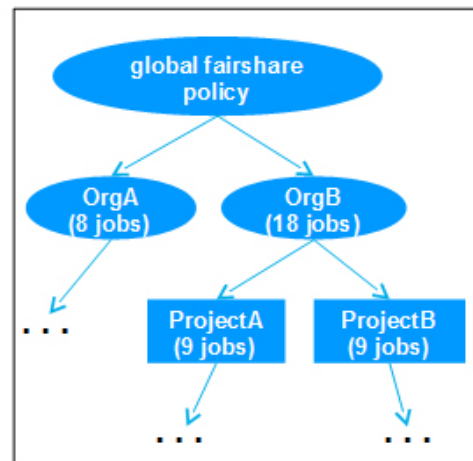 global fairshare
policy
OrgA
(8 jobs)
OrgB
(18 jobs)
. . .
ProjectA
(9 jobs)
ProjectB
(9 jobs)
. . .
. . .